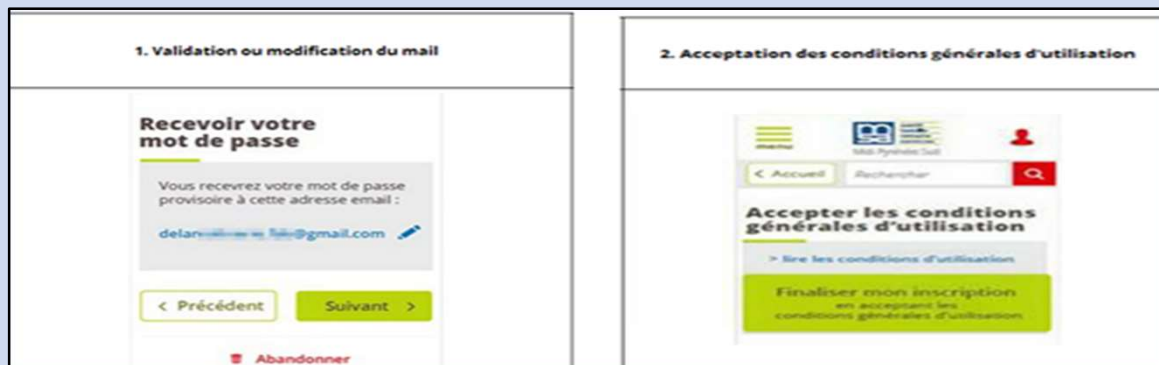 1. Validation ou modification du mail
Recevoir votre
mot de passe
Vous recevrez votre mot de passe
provisoire à cette adresse email :
delan @gmail.com
< Précédent
Suivant >
Abandonner
2. Acceptation des conditions générales d'utilisation
menu
Midi-Pyrénées Sud
< Accueil
Rechercher
Accepter les conditions
générales d'utilisation
> lire les conditions d'utilisation
Finaliser mon inscription
en acceptant les
conditions générales d'utilisation